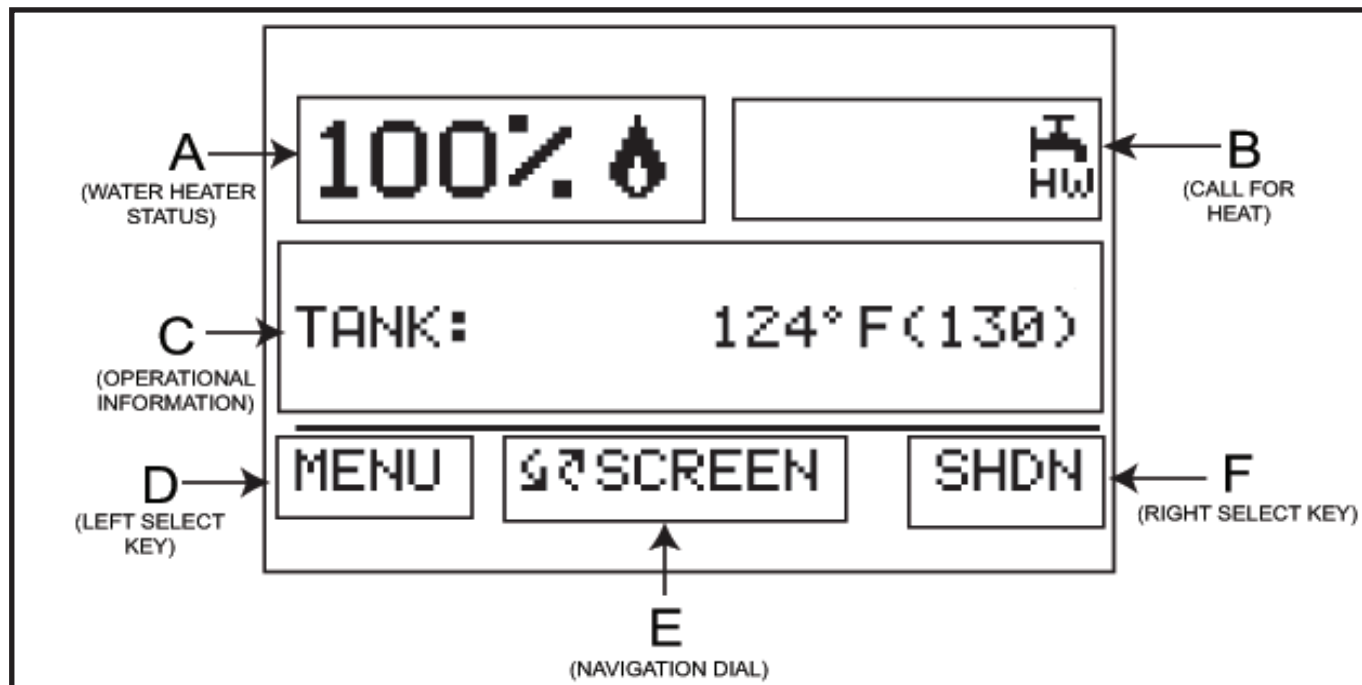 100%
HW
A
(WATER HEATER
STATUS)
B
(CALL FOR
HEAT)
TANK: 124°F(130)
C
(OPERATIONAL
INFORMATION)
MENU SCREEN SHDN
D
(LEFT SELECT
KEY)
F
(RIGHT SELECT KEY)
E
(NAVIGATION DIAL)